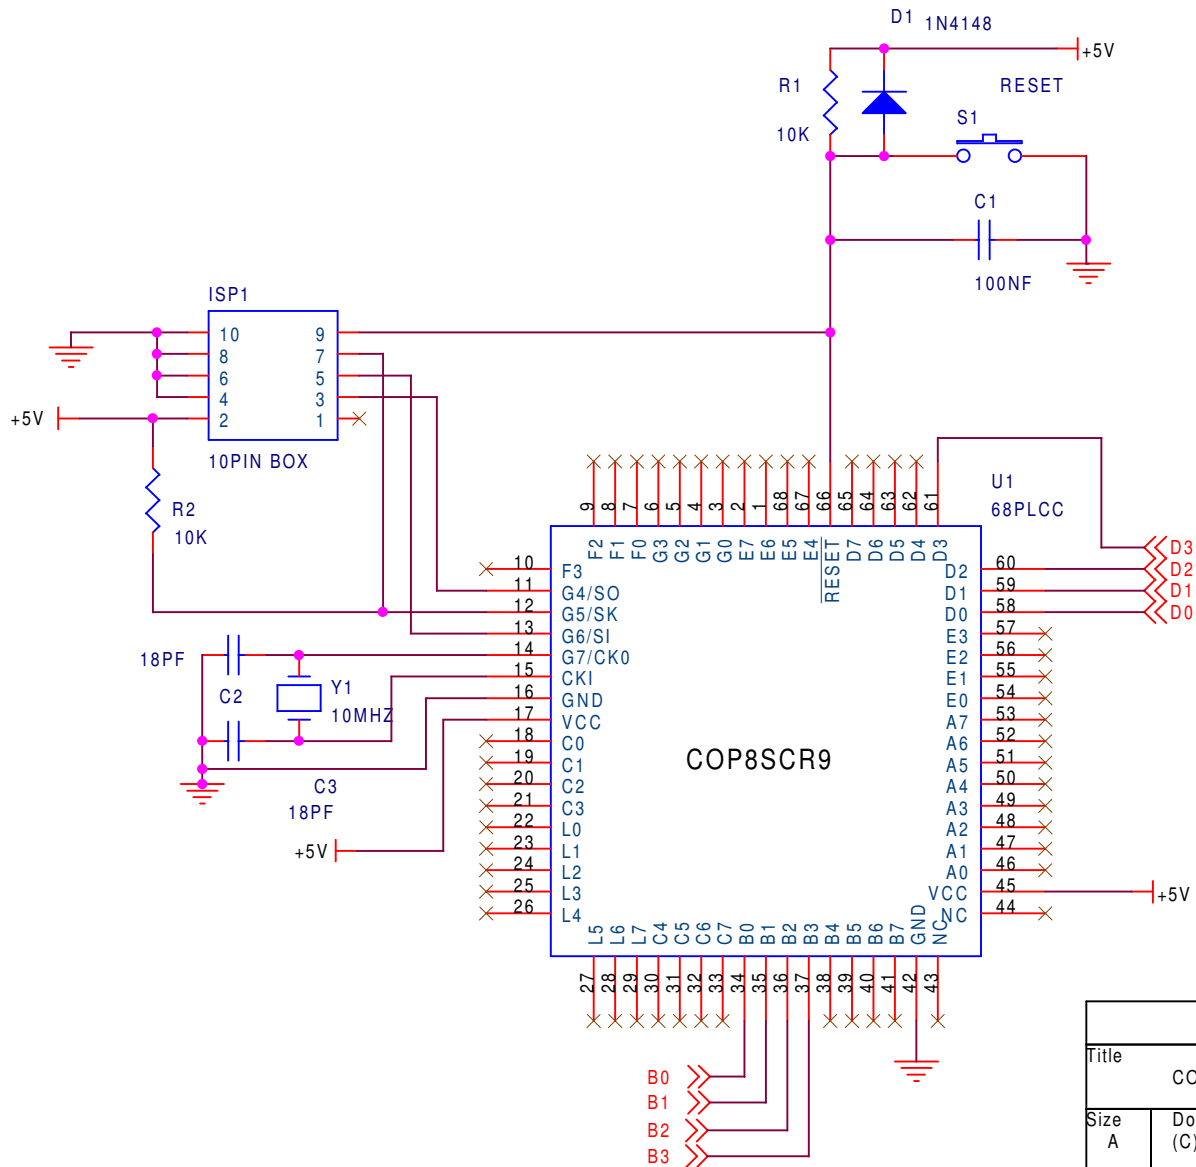 D1 1N4148
+5V
R1
RESET
10K
S1
C1
100NF
ISP1
10 9
8 7
6 5
4 3
2 1
+5V
10PIN BOX
R2
10K
U1
68PLCC
9 8 7 6 5 4 3 2 1 68 67 66 65 64 63 62 61
F2 F1 F0 G3 G2 G1 G0 E7 E6 E5 E4 RESET D7 D6 D5 D4 D3
10 F3
11 G4/SO
12 G5/SK
13 G6/SI
14 G7/CK0
15 CKI
16 GND
17 VCC
18 C0
19 C1
20 C2
21 C3
22 L0
23 L1
24 L2
25 L3
26 L4
D2 60
D1 59
D0 58
E3 57
E2 56
E1 55
E0 54
A7 53
A6 52
A5 51
A4 50
A3 49
A2 48
A1 47
A0 46
VCC 45
NC 44
D3
D2
D1
D0
18PF
C2
Y1
10MHZ
C3
18PF
+5V
COP8SCR9
+5V
L5 L6 L7 C4 C5 C6 C7 B0 B1 B2 B3 B4 B5 B6 B7 GND NC
27 28 29 30 31 32 33 34 35 36 37 38 39 40 41 42 43
B0
B1
B2
B3
Title
CO
Size
A
Do
(C)